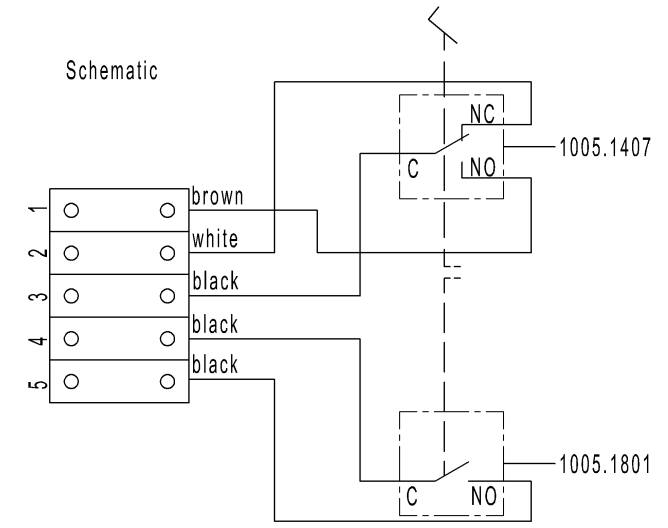 Schematic
NC
1005.1407
C NO
1 brown
2 white
3 black
4 black
5 black
1005.1801
C NO